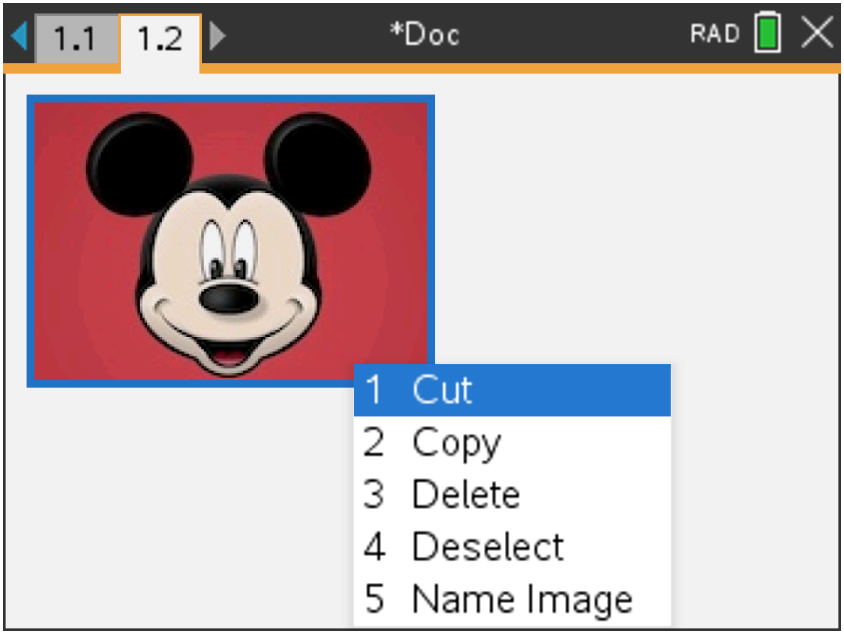 1.1 1.2 *Doc RAD
1 Cut
2 Copy
3 Delete
4 Deselect
5 Name Image